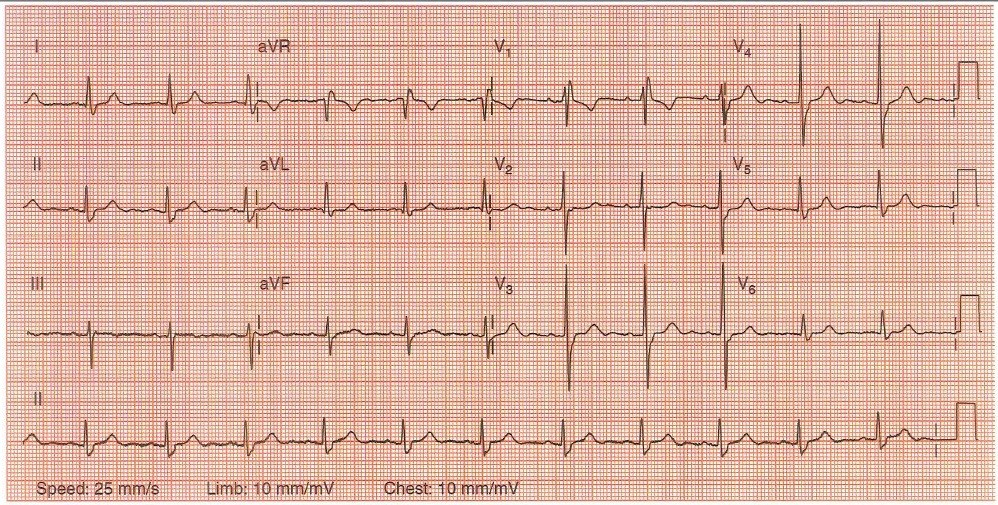 I aVR V₁ V₄
II aVL V₂ V₅
III aVF V₃ V₆
II
Speed: 25 mm/s Limb: 10 mm/mV Chest: 10 mm/mV